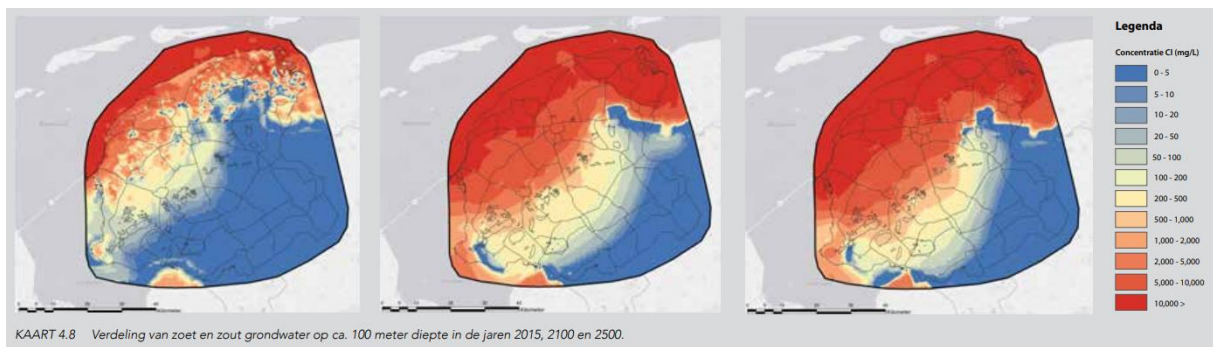 Legenda
Concentratie Cl (mg/L)
0 - 5
5 - 10
10 - 20
20 - 50
50 - 100
100 - 200
200 - 500
500 - 1,000
1,000 - 2,000
2,000 - 5,000
5,000 - 10,000
10,000 >
KAART 4.8 Verdeling van zoet en zout grondwater op ca. 100 meter diepte in de jaren 2015, 2100 en 2500.